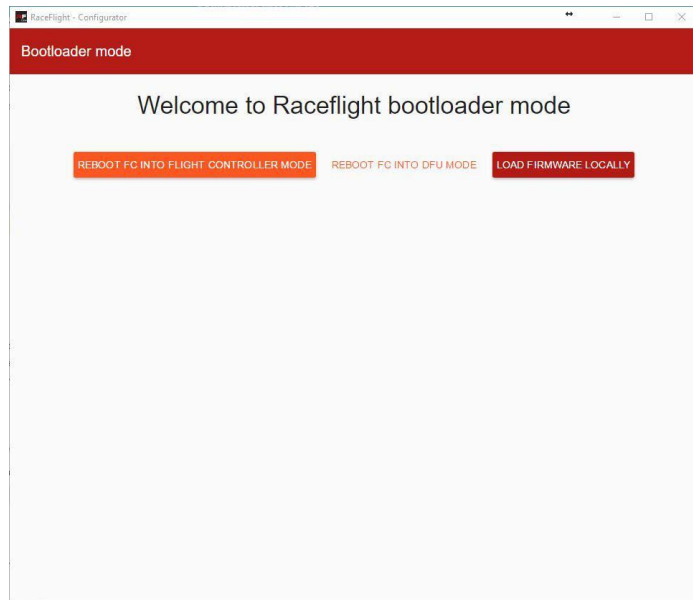 RaceFlight - Configurator
Bootloader mode
Welcome to Raceflight bootloader mode
REBOOT FC INTO FLIGHT CONTROLLER MODE REBOOT FC INTO DFU MODE LOAD FIRMWARE LOCALLY